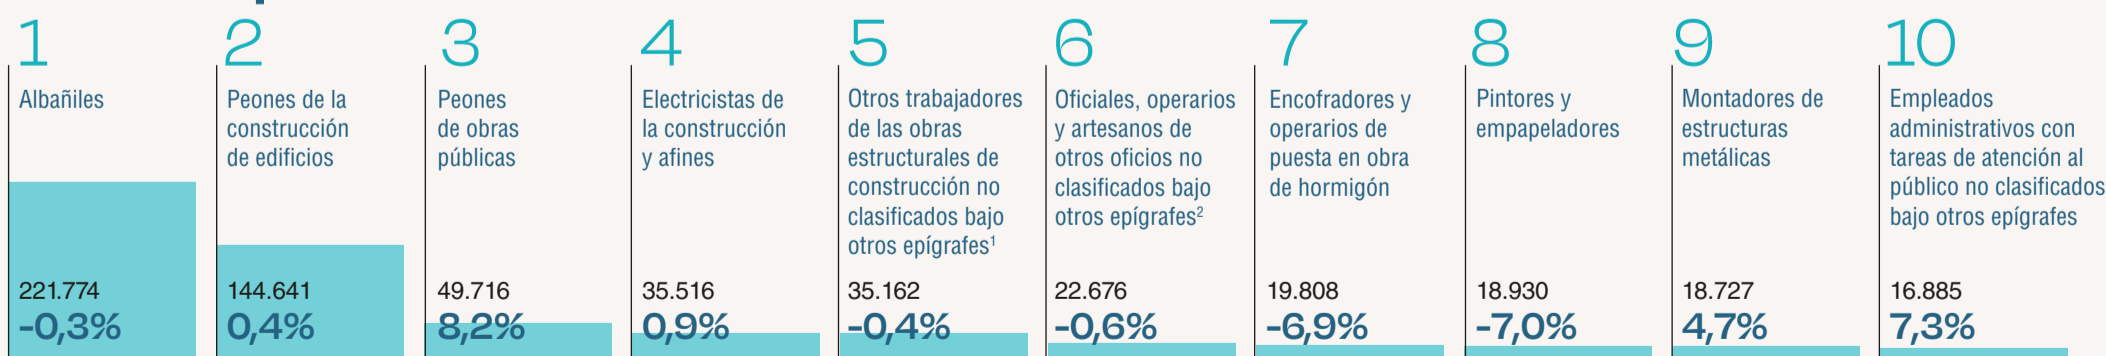 1
Albañiles
221.774
-0,3%
2
Peones de la
construcción
de edificios
144.641
0,4%
3
Peones
de obras
públicas
49.716
8,2%
4
Electricistas de
la construcción
y afines
35.516
0,9%
5
Otros trabajadores
de las obras
estructurales de
construcción no
clasificados bajo
otros epígrafes¹
35.162
-0,4%
6
Oficiales, operarios
y artesanos de
otros oficios no
clasificados bajo
otros epígrafes²
22.676
-0,6%
7
Encofradores y
operarios de
puesta en obra
de hormigón
19.808
-6,9%
8
Pintores y
empapeladores
18.930
-7,0%
9
Montadores de
estructuras
metálicas
18.727
4,7%
10
Empleados
administrativos con
tareas de atención al
público no clasificados
bajo otros epígrafes
16.885
7,3%